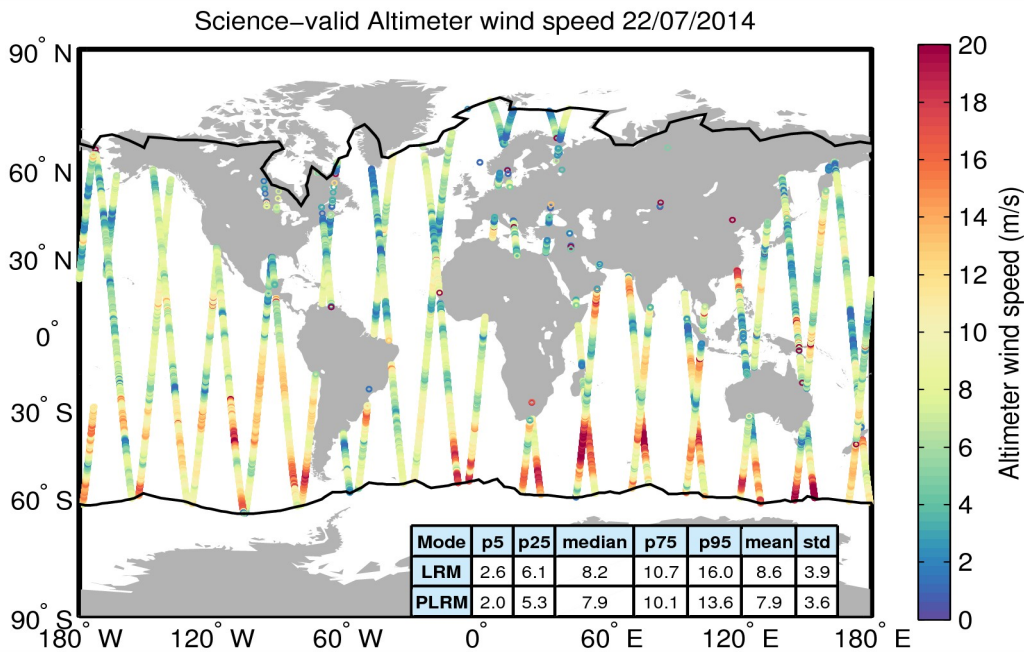 Science−valid Altimeter wind speed 22/07/2014
90° N
60° N
30° N
0°
30° S
60° S
90° S
180° W
120° W
60° W
0°
60° E
120° E
180° E
Mode p5 p25 median p75 p95 mean std
LRM 2.6 6.1 8.2 10.7 16.0 8.6 3.9
PLRM 2.0 5.3 7.9 10.1 13.6 7.9 3.6
20
18
16
14
12
10
8
6
4
2
0
Altimeter wind speed (m/s)